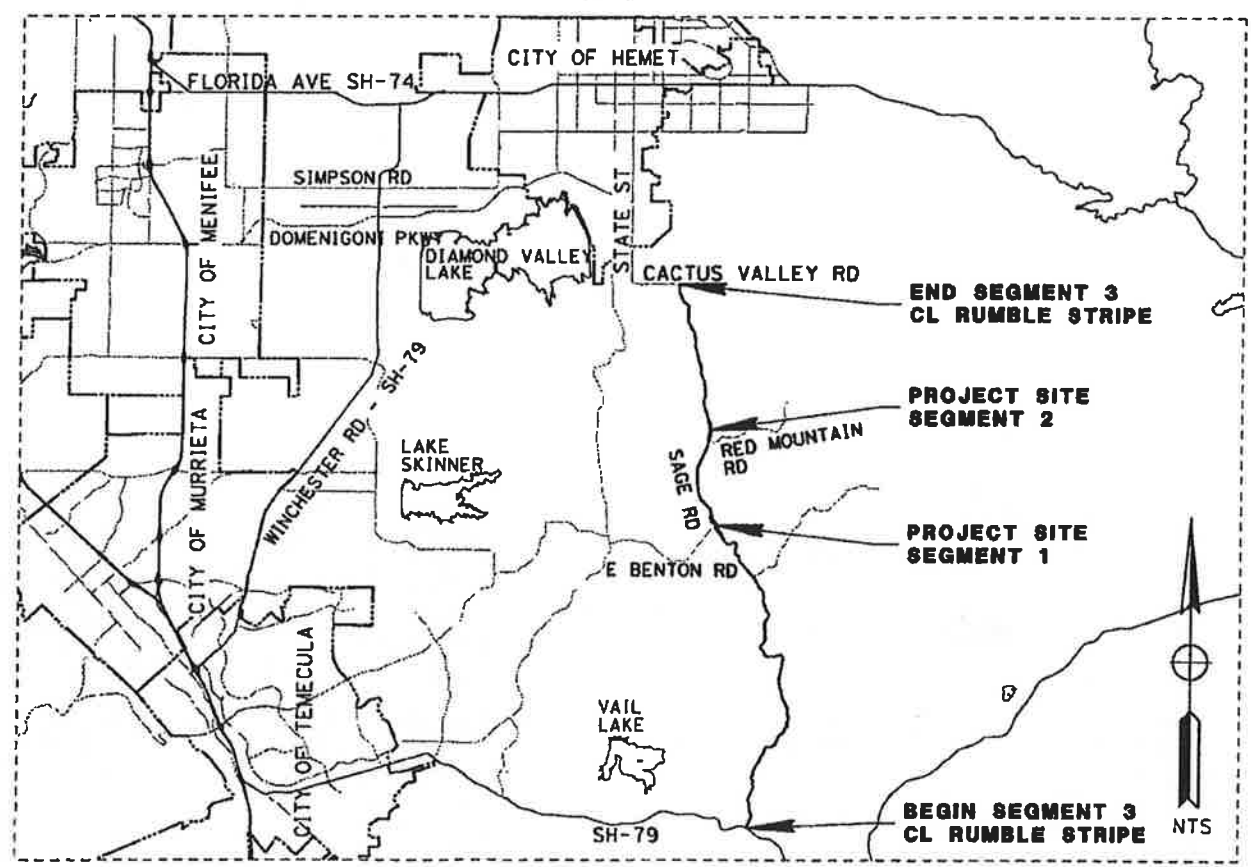 CITY OF HEMET
FLORIDA AVE SH-74
SIMPSON RD
STATE ST
CITY OF MENIFEE
DOMENIGONI PKWY
DIAMOND VALLEY
LAKE
CACTUS VALLEY RD
END SEGMENT 3
CL RUMBLE STRIPE
WINCHESTER RD. - SH-79
PROJECT SITE
SEGMENT 2
RED MOUNTAIN
RD
LAKE
SKINNER
SAGE RD
CITY OF MURRIETA
PROJECT SITE
SEGMENT 1
E BENTON RD
CITY OF TEMECULA
VAIL
LAKE
BEGIN SEGMENT 3
CL RUMBLE STRIPE
SH-79
NTS